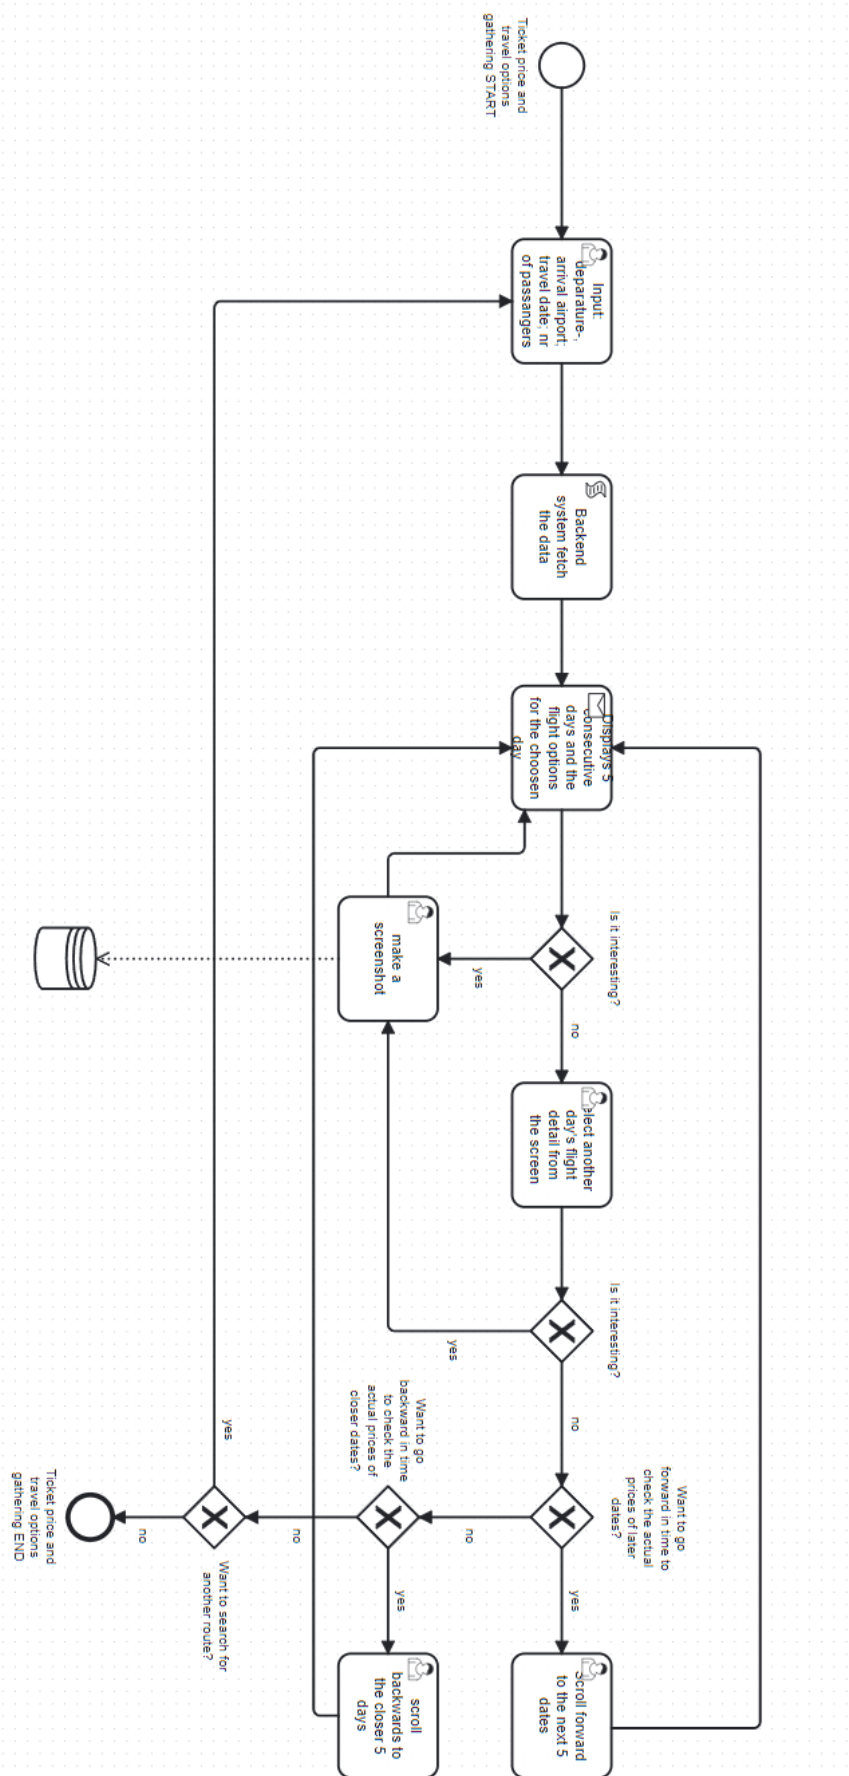 Ticket price and
travel options
gathering START
Input:
deparature-,
arrival airport;
travel date; nr
of passangers
Backend
system fetch
the data
Displays 5
consecutive
days and the
flight options
for the choosen
day
Is it interesting?
yes
no
make a
screenshot
elect another
day's flight
detail from
the screen
Is it interesting?
yes
no
Want to go
forward in time to
check the actual
prices of later
dates?
yes
no
Scroll forward
to the next 5
dates
Want to go
backward in time
to check the
actual prices of
closer dates?
yes
no
scroll
backwards to
the closer 5
days
Want to search for
another route?
yes
no
Ticket price and
travel options
gathering END